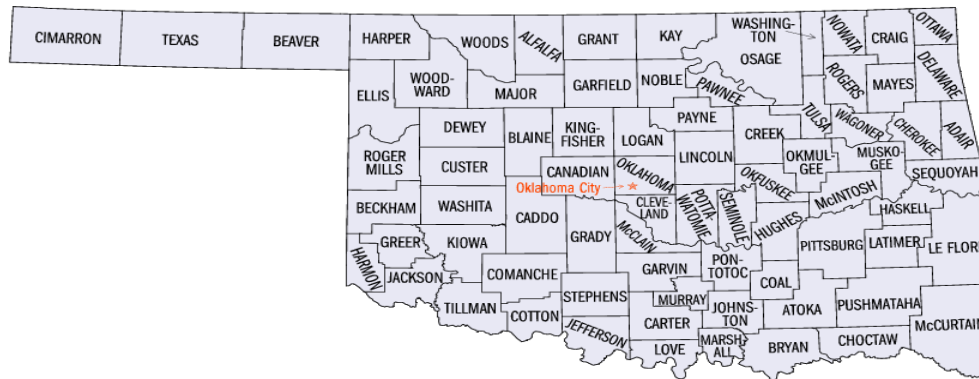 CIMARRON
TEXAS
BEAVER
HARPER
WOODS
ALFALFA
GRANT
KAY
WASHING-
TON
OSAGE
NOWATA
CRAIG
OTTAWA
ELLIS
WOOD-
WARD
MAJOR
GARFIELD
NOBLE
PAWNEE
ROGERS
MAYES
DELAWARE
DEWEY
BLAINE
KING-
FISHER
LOGAN
PAYNE
CREEK
TULSA
WAGONER
CHEROKEE
ADAIR
ROGER
MILLS
CUSTER
CANADIAN
OKLAHOMA
LINCOLN
OKMUL-
GEE
MUSKO-
GEE
SEQUOYAH
Oklahoma City
BECKHAM
WASHITA
CADDO
GRADY
CLEVE-
LAND
POTTA-
WATOMIE
SEMINOLE
OKFUSKEE
McINTOSH
HASKELL
HARMON
GREER
KIOWA
McCLAIN
HUGHES
PITTSBURG
LATIMER
LE FLOR
JACKSON
COMANCHE
GARVIN
PON-
TOTOC
COAL
TILLMAN
COTTON
STEPHENS
MURRAY
JOHNS-
TON
ATOKA
PUSHMATAHA
McCURTAIN
JEFFERSON
CARTER
LOVE
MARSH-
ALL
BRYAN
CHOCTAW